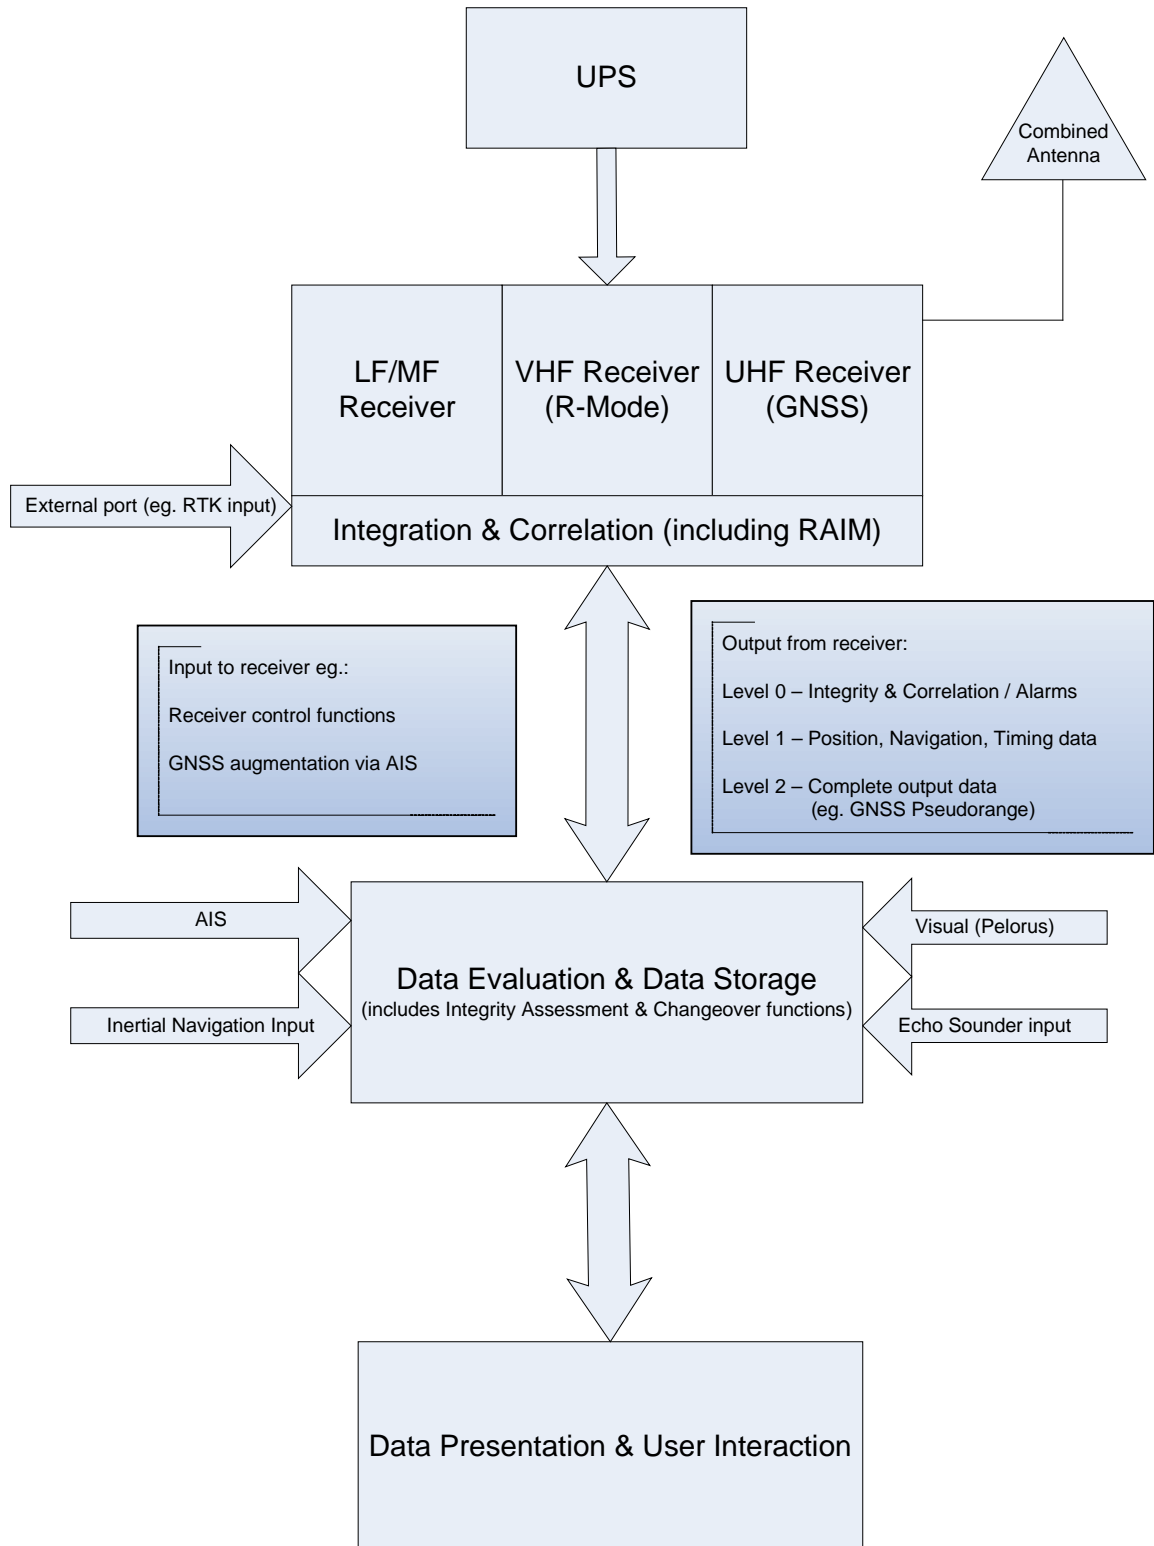 UPS
Combined
Antenna
LF/MF
Receiver
VHF Receiver
(R-Mode)
UHF Receiver
(GNSS)
External port (eg. RTK input)
Integration & Correlation (including RAIM)
Input to receiver eg.:
Receiver control functions
GNSS augmentation via AIS
Output from receiver:
Level 0 – Integrity & Correlation / Alarms
Level 1 – Position, Navigation, Timing data
Level 2 – Complete output data
(eg. GNSS Pseudorange)
AIS
Visual (Pelorus)
Data Evaluation & Data Storage
(includes Integrity Assessment & Changeover functions)
Inertial Navigation Input
Echo Sounder input
Data Presentation & User Interaction